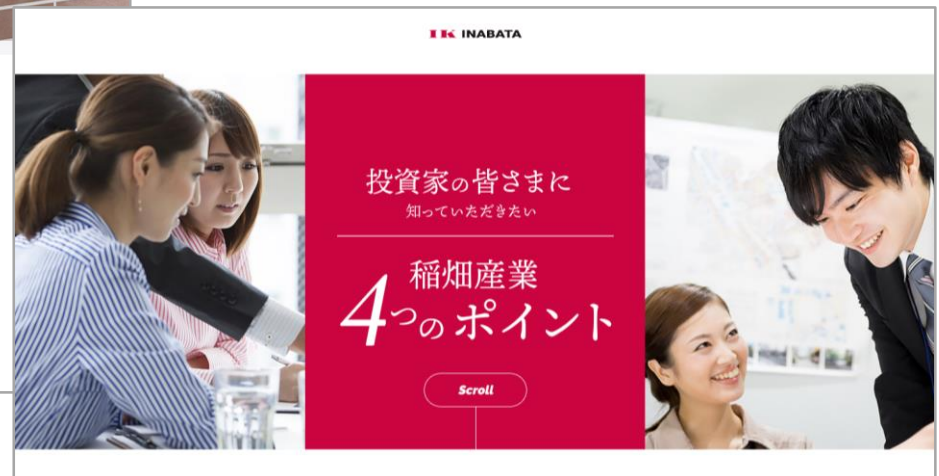 IK INABATA
投資家の皆さまに
知っていただきたい
稲畑産業
4つのポイント
Scroll